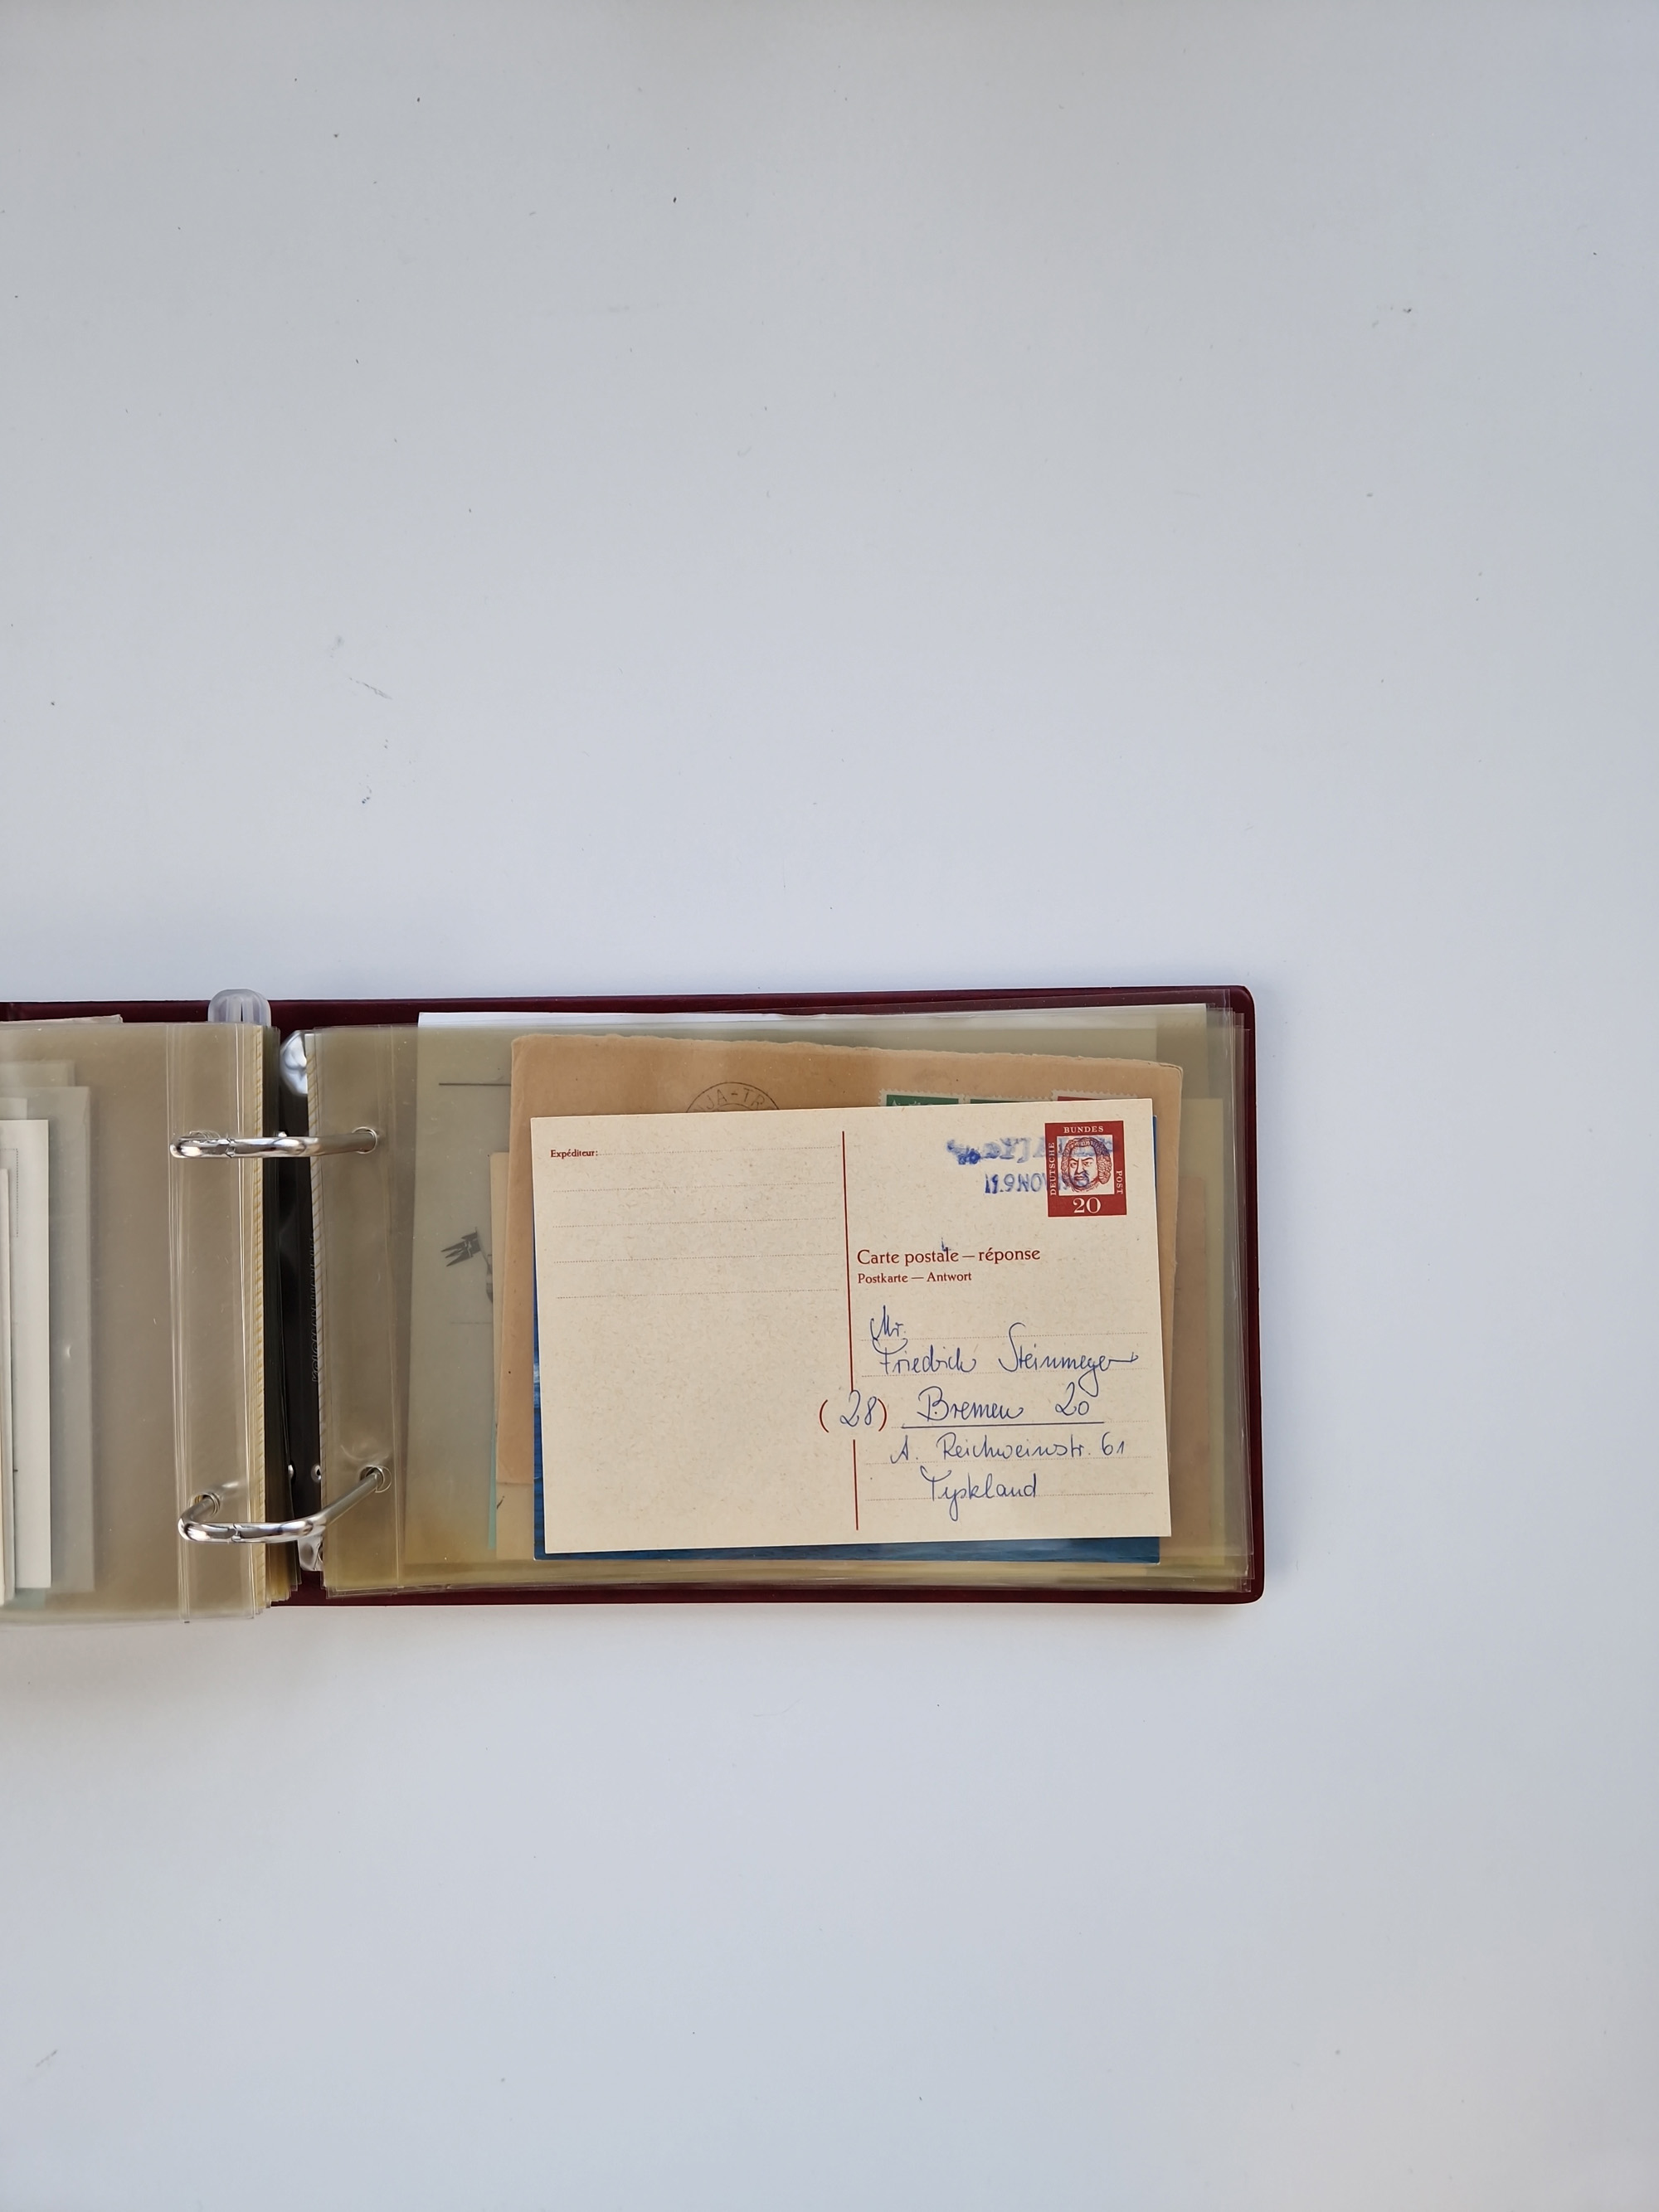 Expéditeur:
DEUTSCHE BUNDES POST
20
Carte postale — réponse
Postkarte — Antwort
Mr.
Friedrich Steinmeyer
(28) Bremen 20
A. Reichweinstr. 61
Tyskland